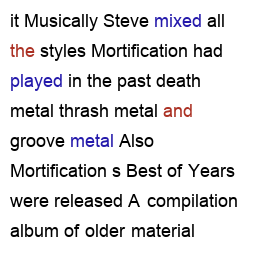 it Musically Steve mixed all
the styles Mortification had
played in the past death
metal thrash metal and
groove metal Also
Mortification s Best of Years
were released A compilation
album of older material